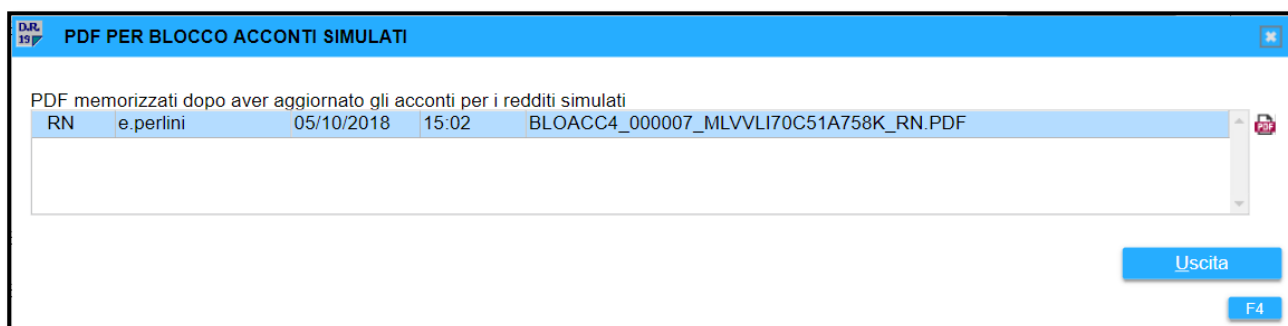 D.R. 19 PDF PER BLOCCO ACCONTI SIMULATI
PDF memorizzati dopo aver aggiornato gli acconti per i redditi simulati
RN e.perlini 05/10/2018 15:02 BLOACC4_000007_MLVVLI70C51A758K_RN.PDF PDF
Uscita
F4